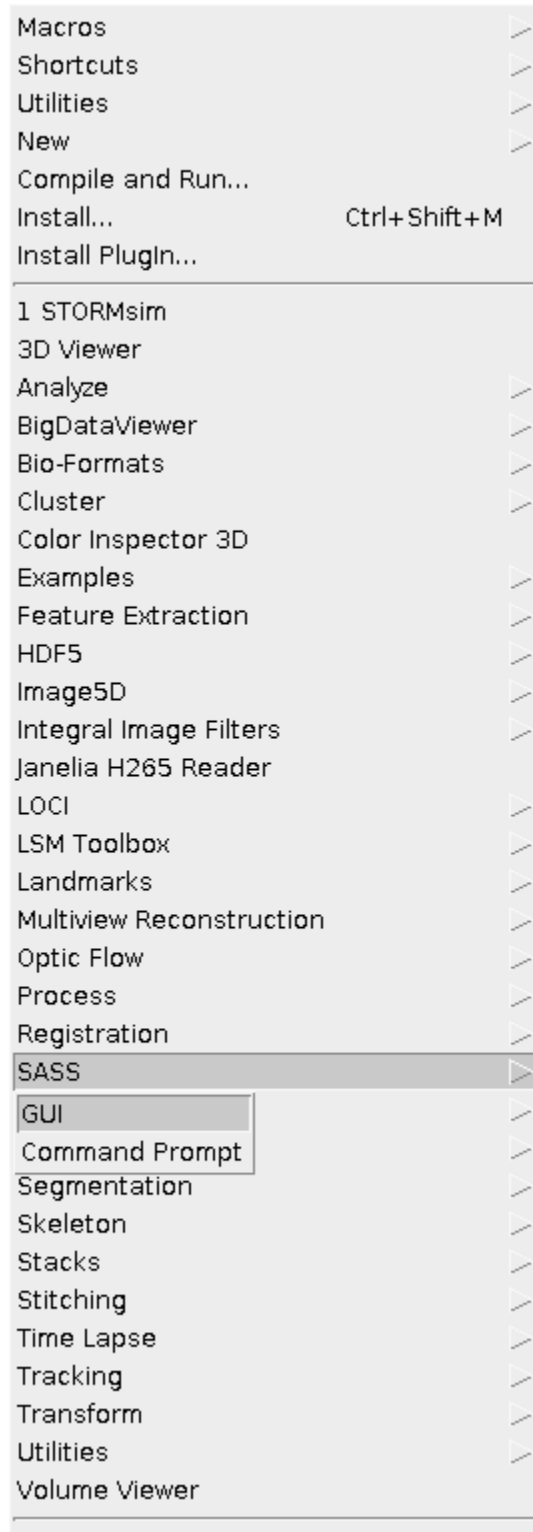 Macros
Shortcuts
Utilities
New
Compile and Run...
Install... Ctrl+Shift+M
Install PlugIn...
1 STORMsim
3D Viewer
Analyze
BigDataViewer
Bio-Formats
Cluster
Color Inspector 3D
Examples
Feature Extraction
HDF5
Image5D
Integral Image Filters
Janelia H265 Reader
LOCI
LSM Toolbox
Landmarks
Multiview Reconstruction
Optic Flow
Process
Registration
SASS
GUI
Command Prompt
Segmentation
Skeleton
Stacks
Stitching
Time Lapse
Tracking
Transform
Utilities
Volume Viewer